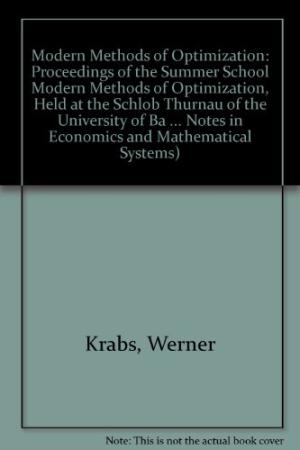 Modern Methods of Optimization:
Proceedings of the Summer School
Modern Methods of Optimization,
Held at the Schlob Thurnau of the
University of Ba ... Notes in
Economics and Mathematical
Systems)
Krabs, Werner
Note: This is not the actual book cover